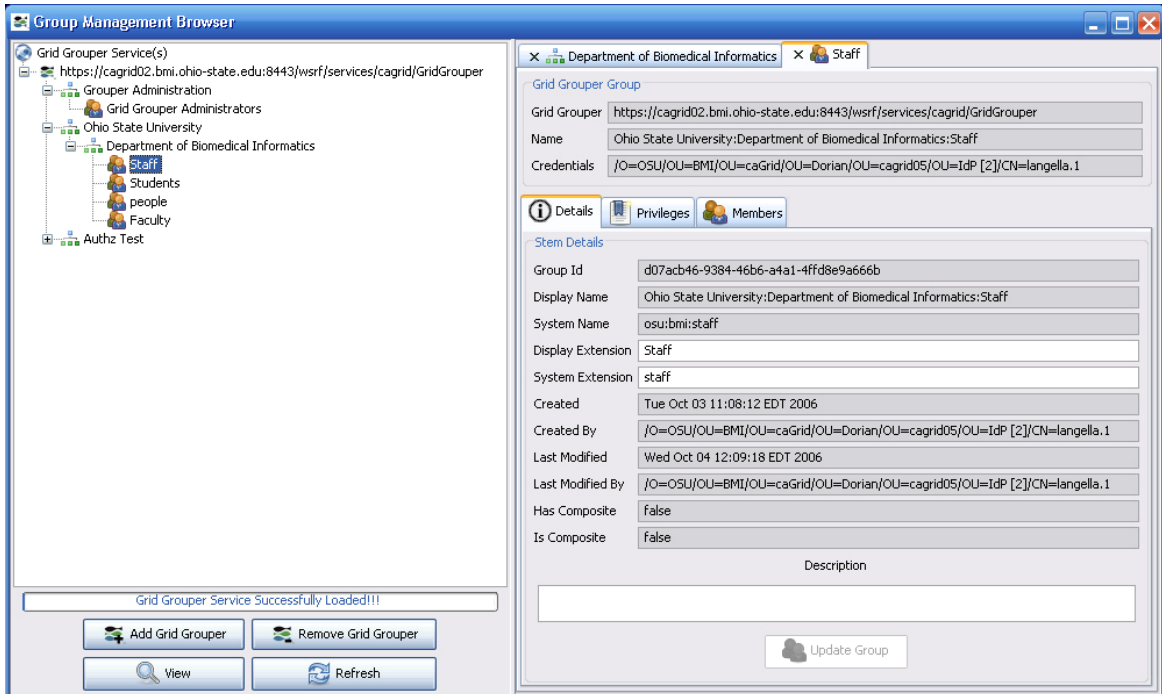 Group Management Browser
Grid Grouper Service(s)
https://cagrid02.bmi.ohio-state.edu:8443/wsrf/services/cagrid/GridGrouper
Grouper Administration
Grid Grouper Administrators
Ohio State University
Department of Biomedical Informatics
Staff
Students
people
Faculty
Authz Test
Grid Grouper Service Successfully Loaded!!!
Add Grid Grouper
Remove Grid Grouper
View
Refresh
Department of Biomedical Informatics
Staff
Grid Grouper Group
Grid Grouper https://cagrid02.bmi.ohio-state.edu:8443/wsrf/services/cagrid/GridGrouper
Name Ohio State University:Department of Biomedical Informatics:Staff
Credentials /O=OSU/OU=BMI/OU=caGrid/OU=Dorian/OU=cagrid05/OU=IdP [2]/CN=langella.1
Details Privileges Members
Stem Details
Group Id d07acb46-9384-46b6-a4a1-4ffd8e9a666b
Display Name Ohio State University:Department of Biomedical Informatics:Staff
System Name osu:bmi:staff
Display Extension Staff
System Extension staff
Created Tue Oct 03 11:08:12 EDT 2006
Created By /O=OSU/OU=BMI/OU=caGrid/OU=Dorian/OU=cagrid05/OU=IdP [2]/CN=langella.1
Last Modified Wed Oct 04 12:09:18 EDT 2006
Last Modified By /O=OSU/OU=BMI/OU=caGrid/OU=Dorian/OU=cagrid05/OU=IdP [2]/CN=langella.1
Has Composite false
Is Composite false
Description
Update Group